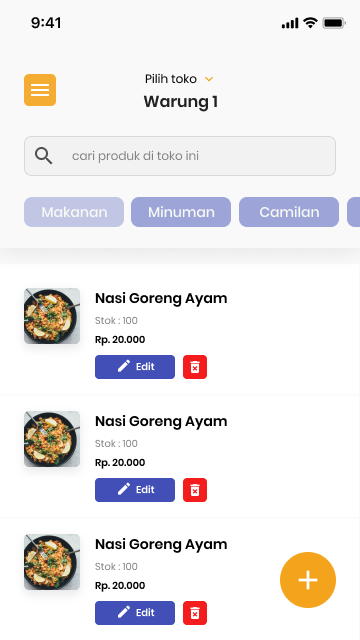 9:41
Pilih toko
Warung 1
cari produk di toko ini
Makanan Minuman Camilan
Nasi Goreng Ayam
Stok : 100
Rp. 20.000
Edit
Nasi Goreng Ayam
Stok : 100
Rp. 20.000
Edit
Nasi Goreng Ayam
Stok : 100
Rp. 20.000
Edit